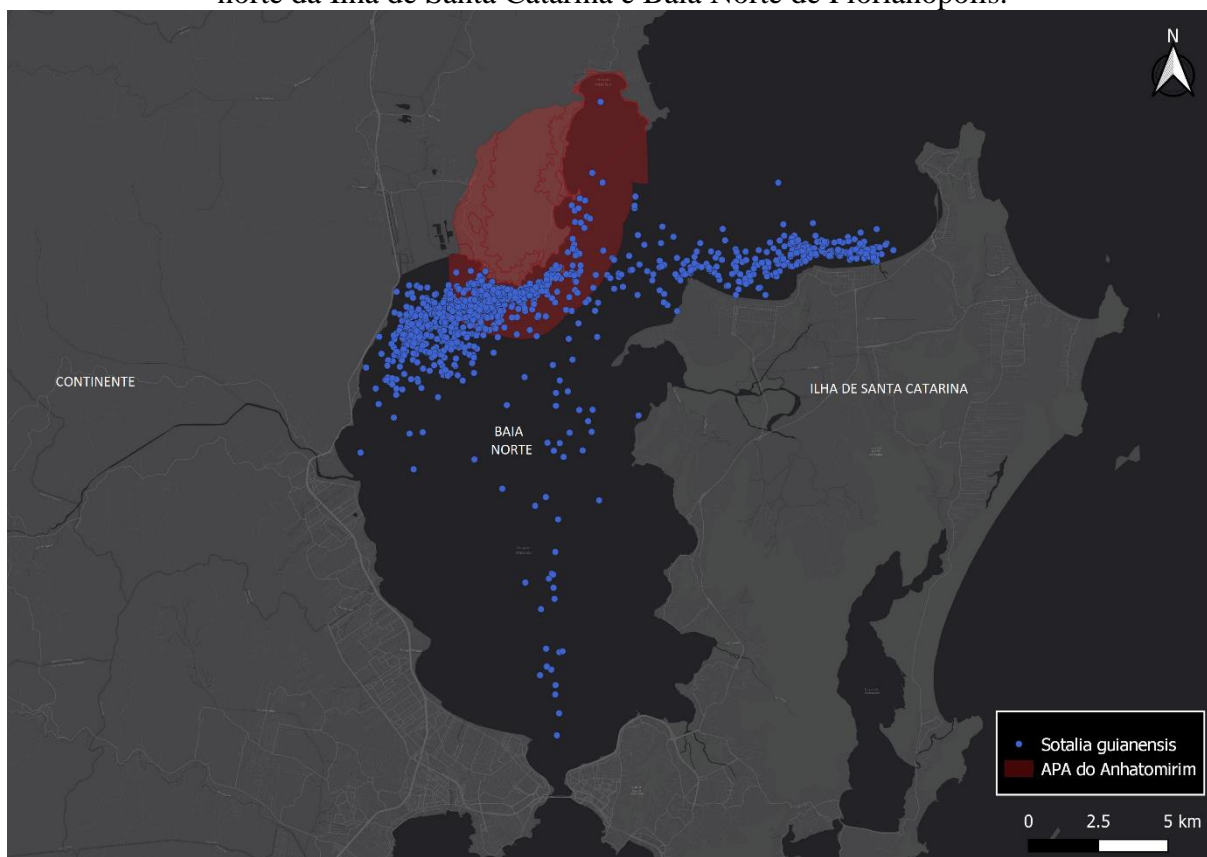 norte da Ilha de Santa Catarina e Baía Norte de Florianópolis.
N
CONTINENTE
ILHA DE SANTA CATARINA
BAIA
NORTE
Sotalia guianensis
APA do Anhatomirim
0 2.5 5 km